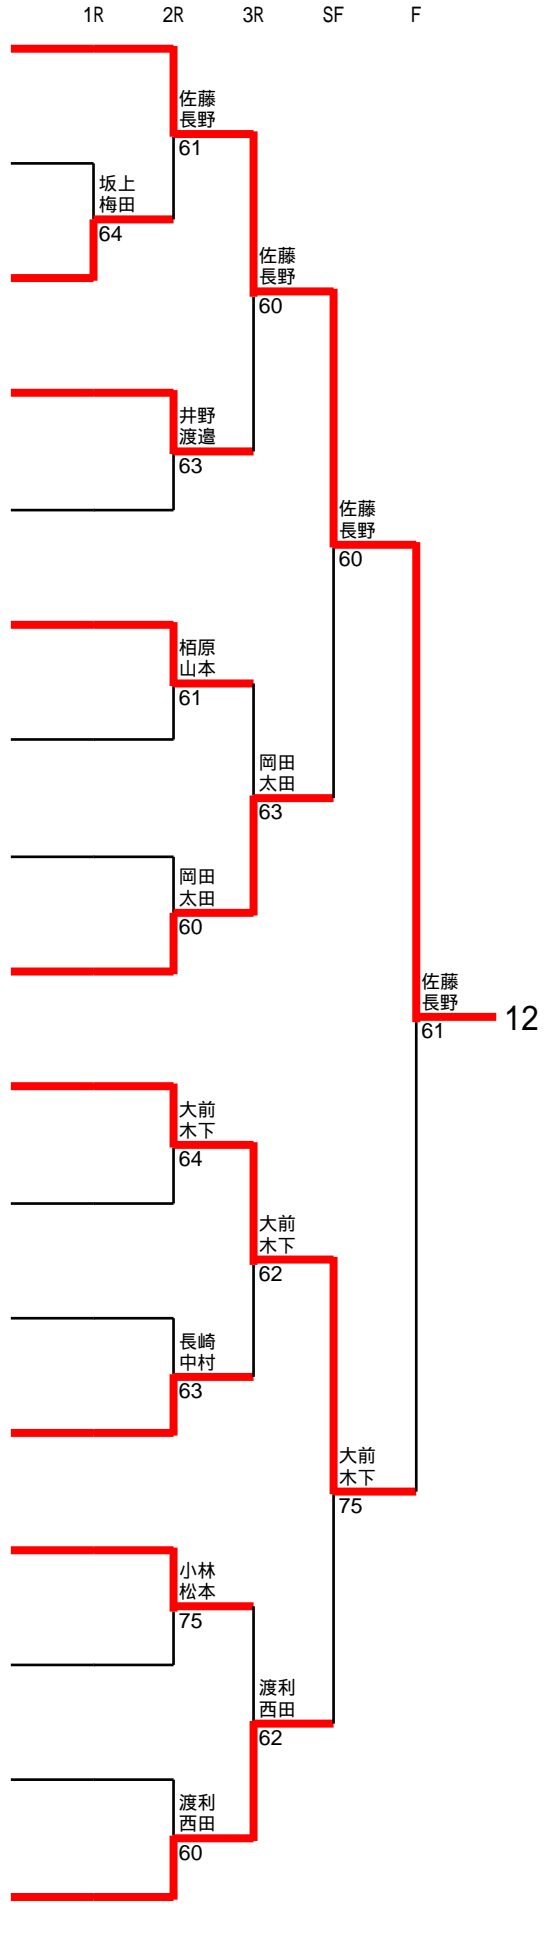 1R 2R 3R SF F
佐藤
長野
61
坂上
梅田
64
佐藤
長野
60
井野
渡邉
63
佐藤
長野
60
栢原
山本
61
岡田
太田
63
岡田
太田
60
佐藤
長野
61
12
大前
木下
64
大前
木下
62
長崎
中村
63
大前
木下
75
小林
松本
75
渡利
西田
62
渡利
西田
60